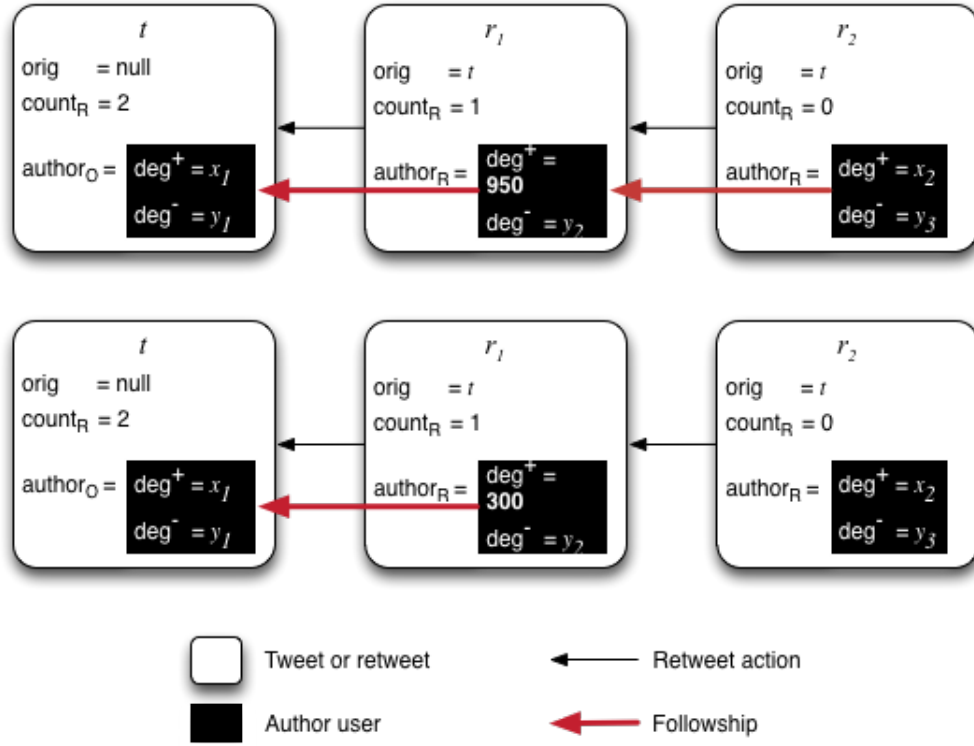 t
orig = null
count_R = 2
author_O = deg⁺ = x₁
deg⁻ = y₁
r₁
orig = t
count_R = 1
author_R = deg⁺ =
950
deg⁻ = y₂
r₂
orig = t
count_R = 0
author_R = deg⁺ = x₂
deg⁻ = y₃
t
orig = null
count_R = 2
author_O = deg⁺ = x₁
deg⁻ = y₁
r₁
orig = t
count_R = 1
author_R = deg⁺ =
300
deg⁻ = y₂
r₂
orig = t
count_R = 0
author_R = deg⁺ = x₂
deg⁻ = y₃
Tweet or retweet
Retweet action
Author user
Followship